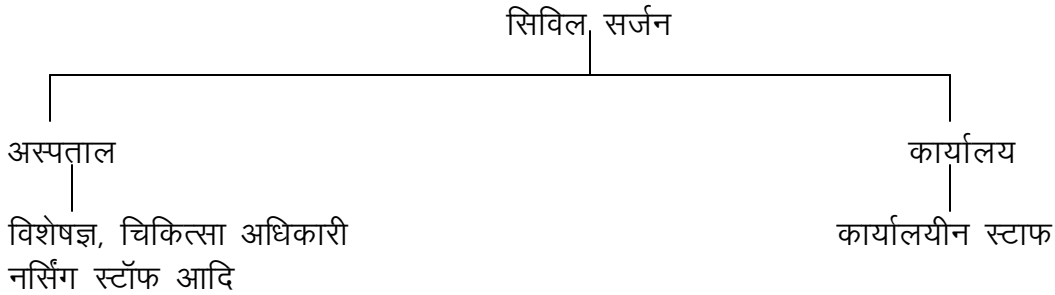 सिविल सर्जन
अस्पताल
कार्यालय
विशेषज्ञ, चिकित्सा अधिकारी
नर्सिंग स्टॉफ आदि
कार्यालयीन स्टाफ